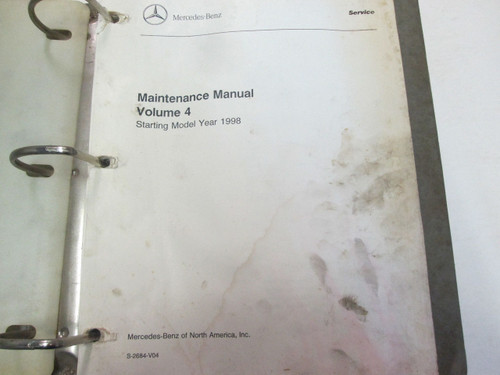 Mercedes-Benz
Service
Maintenance Manual
Volume 4
Starting Model Year 1998
Mercedes-Benz of North America, Inc.
S-2684-V04